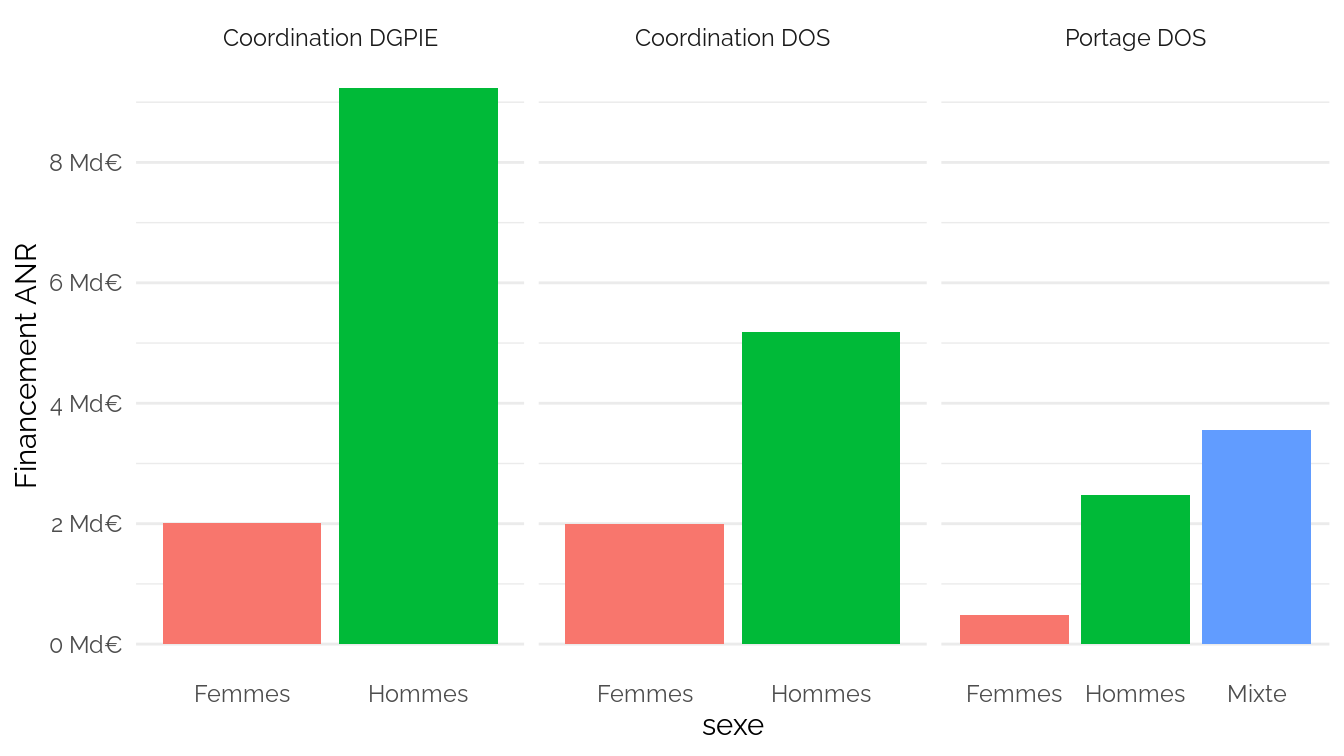 Coordination DGPIE
Coordination DOS
Portage DOS
Financement ANR
8 Md€
6 Md€
4 Md€
2 Md€
0 Md€
Femmes
Hommes
Femmes
Hommes
Femmes
Hommes
Mixte
sexe